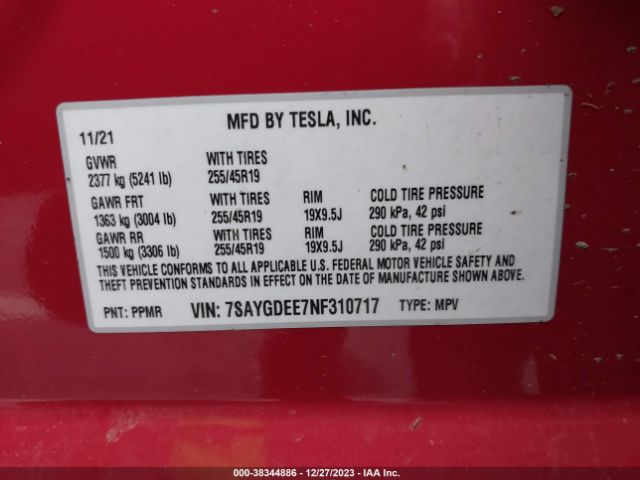 MFD BY TESLA, INC.
11/21
GVWR WITH TIRES
2377 kg (5241 lb) 255/45R19
GAWR FRT WITH TIRES RIM COLD TIRE PRESSURE
1363 kg (3004 lb) 255/45R19 19X9.5J 290 kPa, 42 psi
GAWR RR WITH TIRES RIM COLD TIRE PRESSURE
1500 kg (3306 lb) 255/45R19 19X9.5J 290 kPa, 42 psi
THIS VEHICLE CONFORMS TO ALL APPLICABLE U.S. FEDERAL MOTOR VEHICLE SAFETY AND
THEFT PREVENTION STANDARDS IN EFFECT ON THE DATE OF MANUFACTURE SHOWN ABOVE.
PNT: PPMR VIN: 7SAYGDEE7NF310717 TYPE: MPV
000-38344886 - 12/27/2023 - IAA Inc.